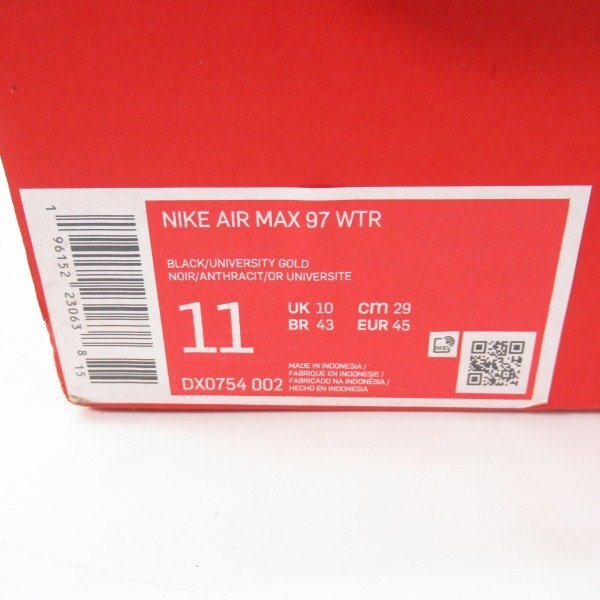 NIKE AIR MAX 97 WTR
BLACK/UNIVERSITY GOLD
NOIR/ANTHRACIT/OR UNIVERSITE
11
UK 10 cm 29
BR 43 EUR 45
DX0754 002
MADE IN INDONESIA /
FABRIQUE EN INDONESIE /
FABRICADO NA INDONÉSIA /
HECHO EN INDONESIA
RFID
1 96152 23063 8 15